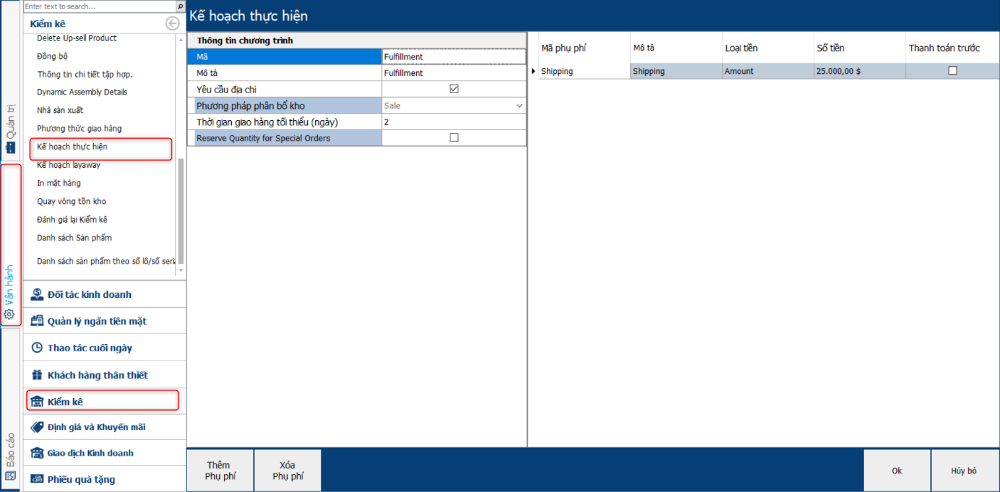 Quản trị
Vận hành
Báo cáo
Enter text to search...
Kiểm kê
Delete Up-sell Product
Đồng bộ
Thông tin chi tiết tập hợp.
Dynamic Assembly Details
Nhà sản xuất
Phương thức giao hàng
Kế hoạch thực hiện
Kế hoạch layaway
In mặt hàng
Quay vòng tồn kho
Đánh giá lại Kiểm kê
Danh sách Sản phẩm
Danh sách sản phẩm theo số lô/số seria
Đối tác kinh doanh
Quản lý ngăn tiền mặt
Thao tác cuối ngày
Khách hàng thân thiết
Kiểm kê
Định giá và Khuyến mãi
Giao dịch Kinh doanh
Phiếu quà tặng
Kế hoạch thực hiện
Thông tin chương trình
Mã Fulfillment
Mô tả Fulfillment
Yêu cầu địa chỉ
Phương pháp phân bổ kho Sale
Thời gian giao hàng tối thiểu (ngày) 2
Reserve Quantity for Special Orders
Mã phụ phí Mô tả Loại tiền Số tiền Thanh toán trước
Shipping Shipping Amount 25.000,00 $
Thêm
Phụ phí
Xóa
Phụ phí
Ok
Hủy bỏ